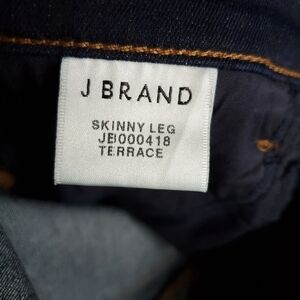 J BRAND
SKINNY LEG
JB000418
TERRACE